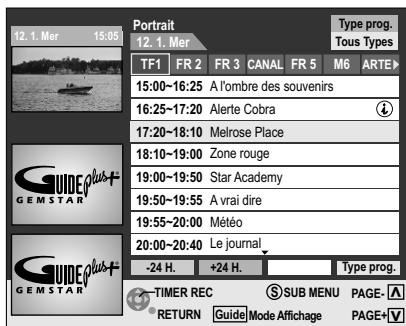 12. 1. Mer 15:05
Portrait
Type prog.
12. 1. Mer
Tous Types
TF1 FR 2 FR 3 CANAL FR 5 M6 ARTE
15:00~16:25 A l'ombre des souvenirs
16:25~17:20 Alerte Cobra i
17:20~18:10 Melrose Place
18:10~19:00 Zone rouge
19:00~19:50 Star Academy
19:50~19:55 A vrai dire
19:55~20:00 Météo
20:00~20:40 Le journal
GUIDE plus+
GEMSTAR
GUIDE plus+
GEMSTAR
-24 H. +24 H. Type prog.
TIMER REC S SUB MENU PAGE- Λ
RETURN Guide Mode Affichage PAGE+ V